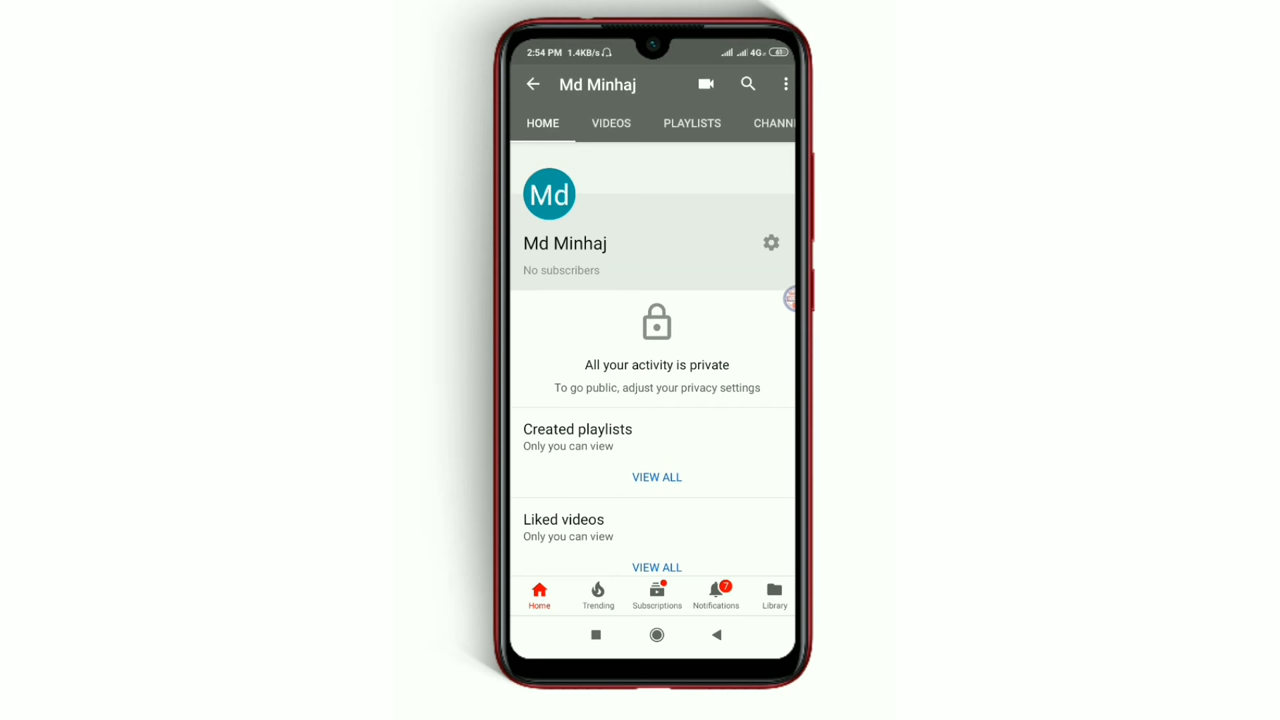 2:54 PM 1.4KB/s 4G 61
Md Minhaj
HOME VIDEOS PLAYLISTS CHANN
Md
Md Minhaj
No subscribers
All your activity is private
To go public, adjust your privacy settings
Created playlists
Only you can view
VIEW ALL
Liked videos
Only you can view
VIEW ALL
7
Home Trending Subscriptions Notifications Library